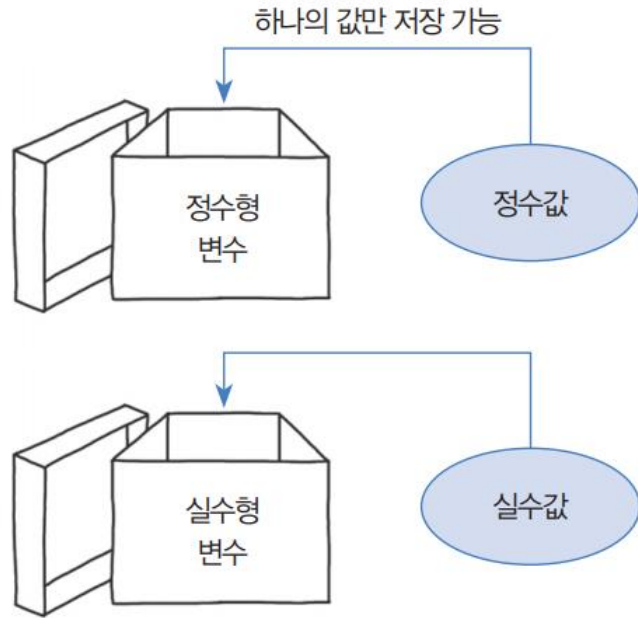 하나의 값만 저장 가능
정수형
변수
정수값
실수형
변수
실수값